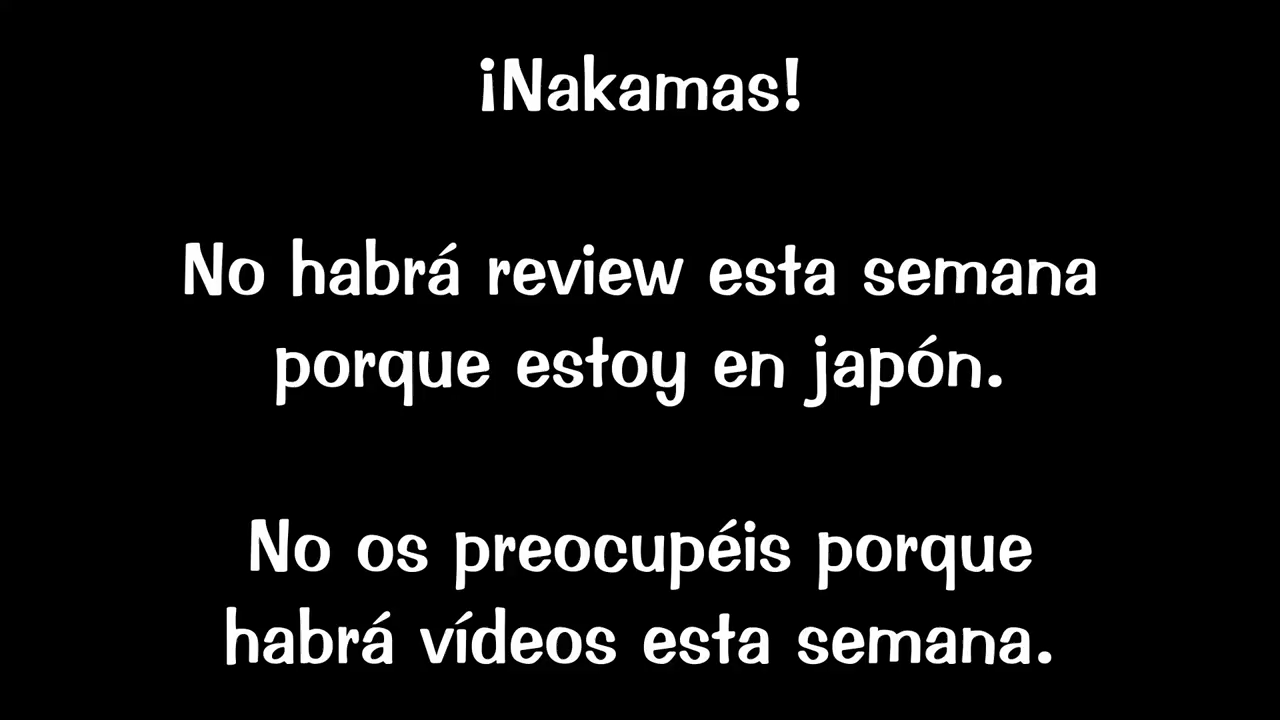 ¡Nakamas!
No habrá review esta semana
porque estoy en japón.
No os preocupéis porque
habrá vídeos esta semana.